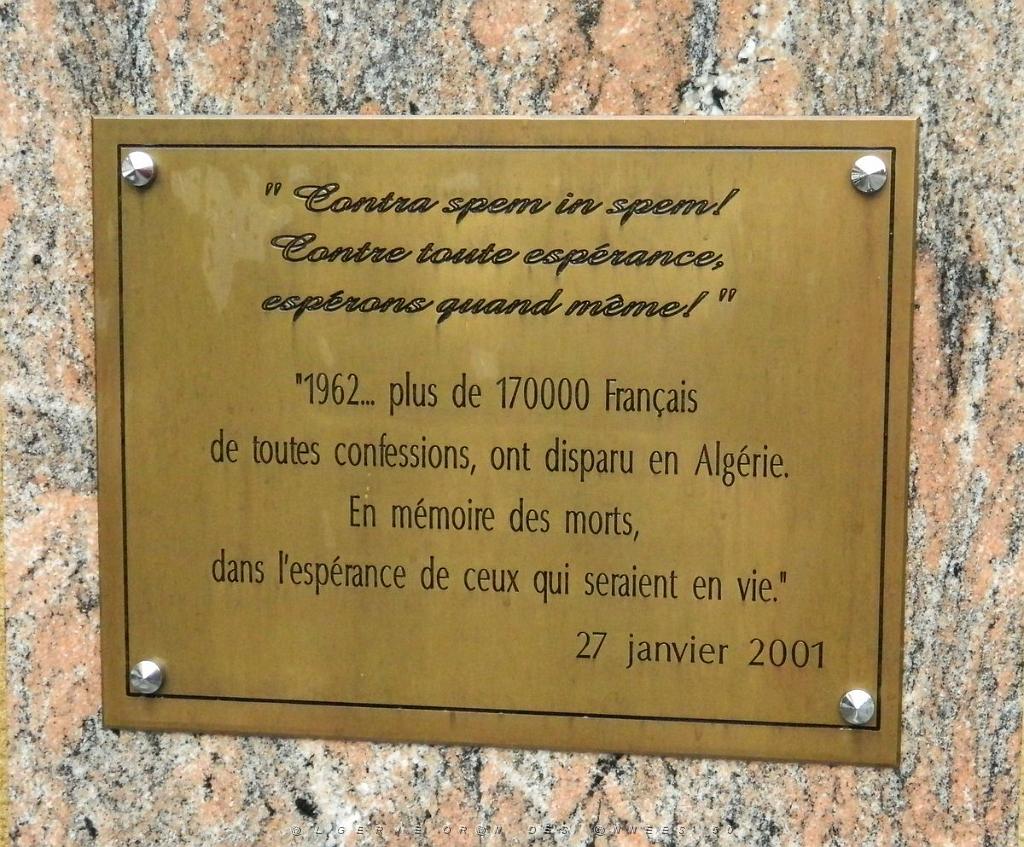 " Contra spem in spem!
Contre toute espérance,
espérons quand même! "
"1962... plus de 170000 Français
de toutes confessions, ont disparu en Algérie.
En mémoire des morts,
dans l'espérance de ceux qui seraient en vie."
27 janvier 2001